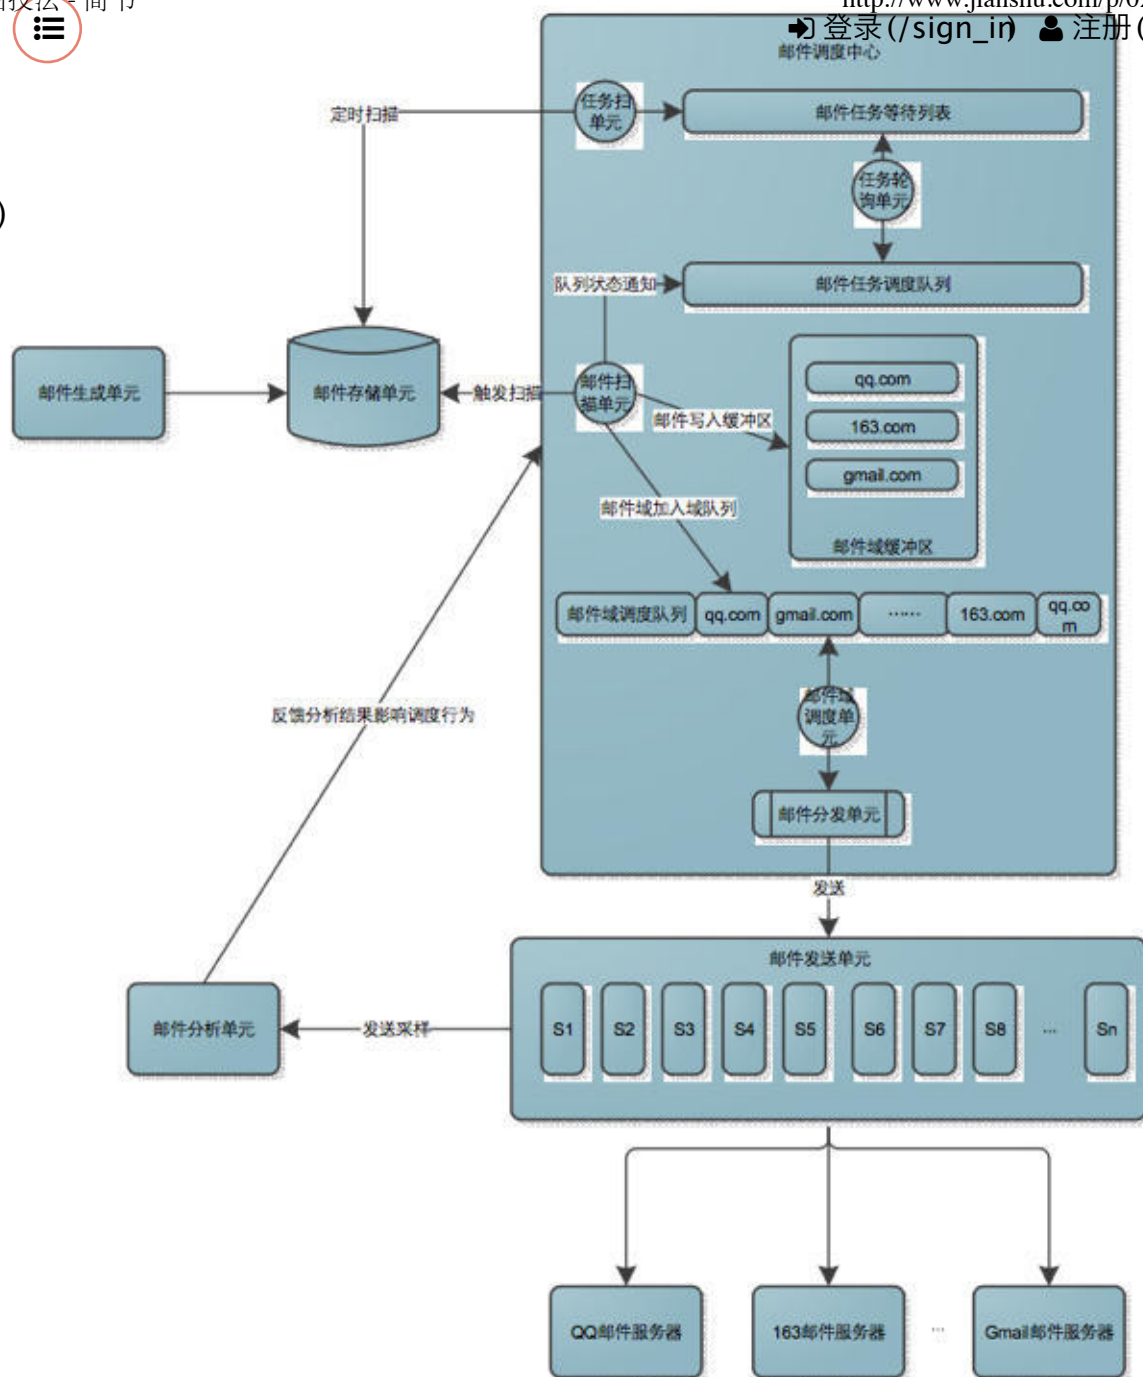 http://www.jianshu.com/p/
登录(/sign_in)
注册(
邮件调度中心
定时扫描
任务扫
单元
邮件任务等待列表
任务轮
询单元
)
队列状态通知
邮件任务调度队列
邮件生成单元
邮件存储单元
触发扫描
邮件扫
描单元
邮件写入缓冲区
qq.com
163.com
gmail.com
邮件域缓冲区
邮件域加入域队列
邮件域调度队列
qq.com
gmail.com
······
163.com
qq.co
m
反馈分析结果影响调度行为
邮件域
调度单
元
邮件分发单元
发送
邮件发送单元
S1
S2
S3
S4
S5
S6
S7
S8
...
Sn
邮件分析单元
发送采样
QQ邮件服务器
163邮件服务器
...
Gmail邮件服务器